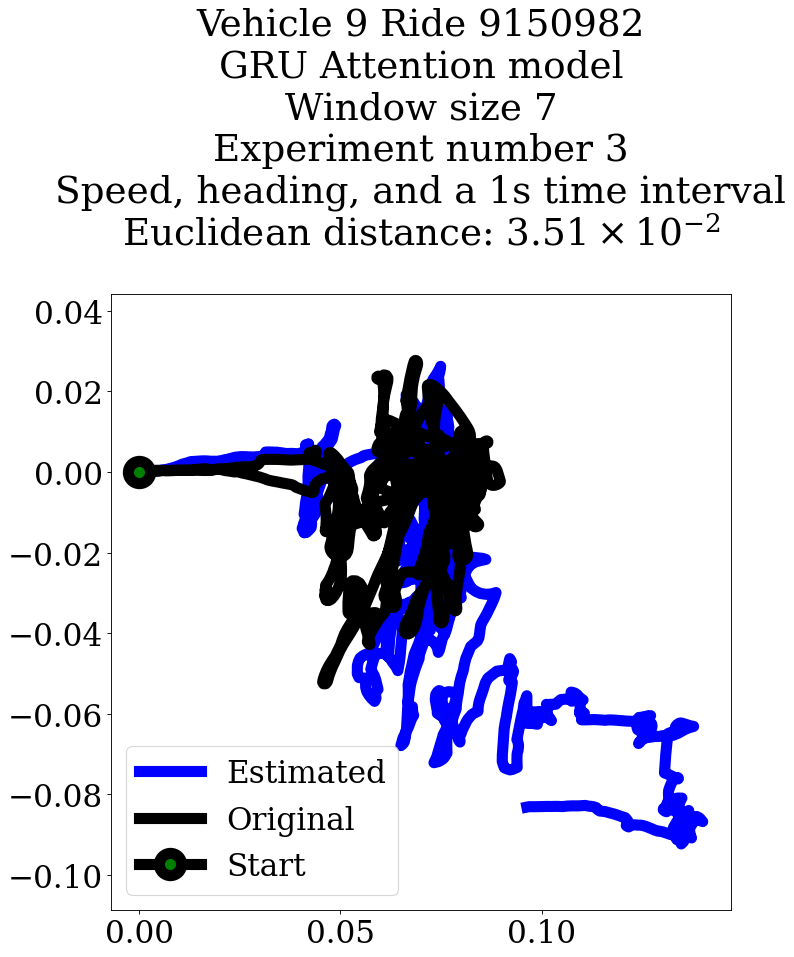 Vehicle 9 Ride 9150982
GRU Attention model
Window size 7
Experiment number 3
Speed, heading, and a 1s time interval
Euclidean distance: 3.51 × 10⁻²
0.04
0.02
0.00
−0.02
−0.04
−0.06
−0.08
−0.10
Estimated
Original
Start
0.00 0.05 0.10